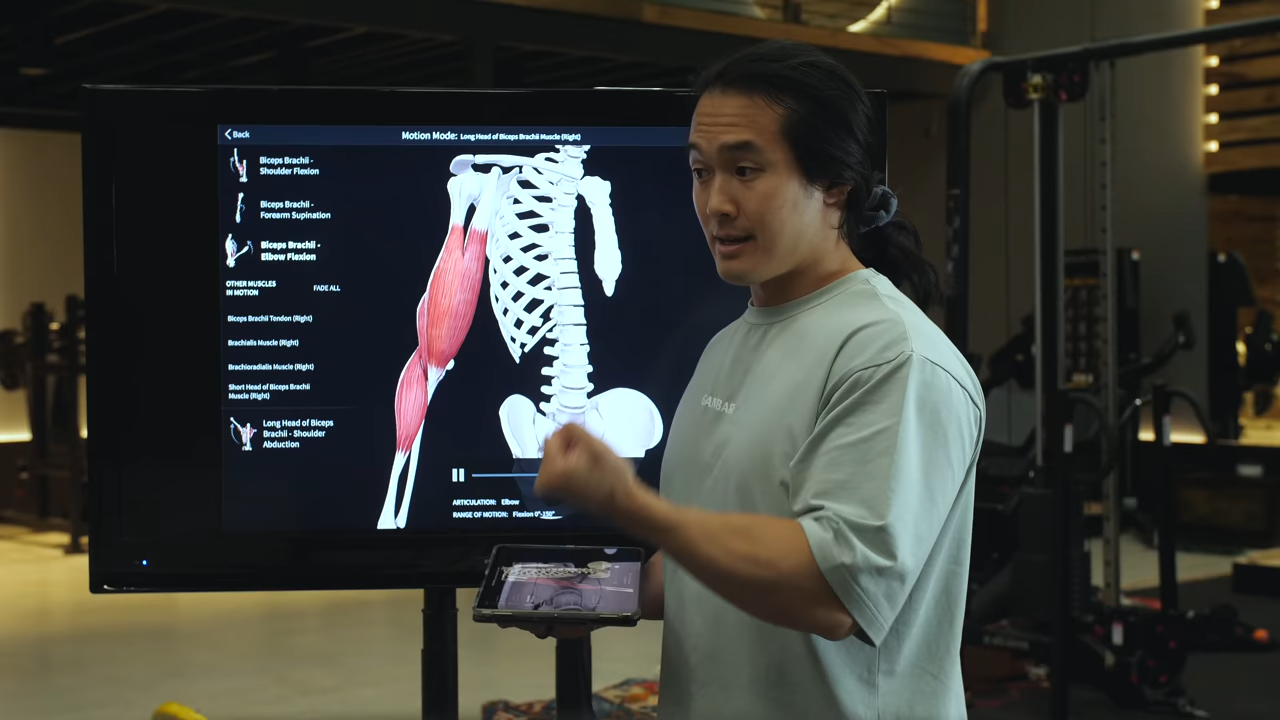 Back
Motion Mode: Long Head of Biceps Brachii Muscle (Right)
Biceps Brachii -
Shoulder Flexion
Biceps Brachii -
Forearm Supination
Biceps Brachii -
Elbow Flexion
OTHER MUSCLES
IN MOTION
FADE ALL
Biceps Brachii Tendon (Right)
Brachialis Muscle (Right)
Brachioradialis Muscle (Right)
Short Head of Biceps Brachii
Muscle (Right)
Long Head of Biceps
Brachii - Shoulder
Abduction
ARTICULATION: Elbow
RANGE OF MOTION: Flexion 0°-150°